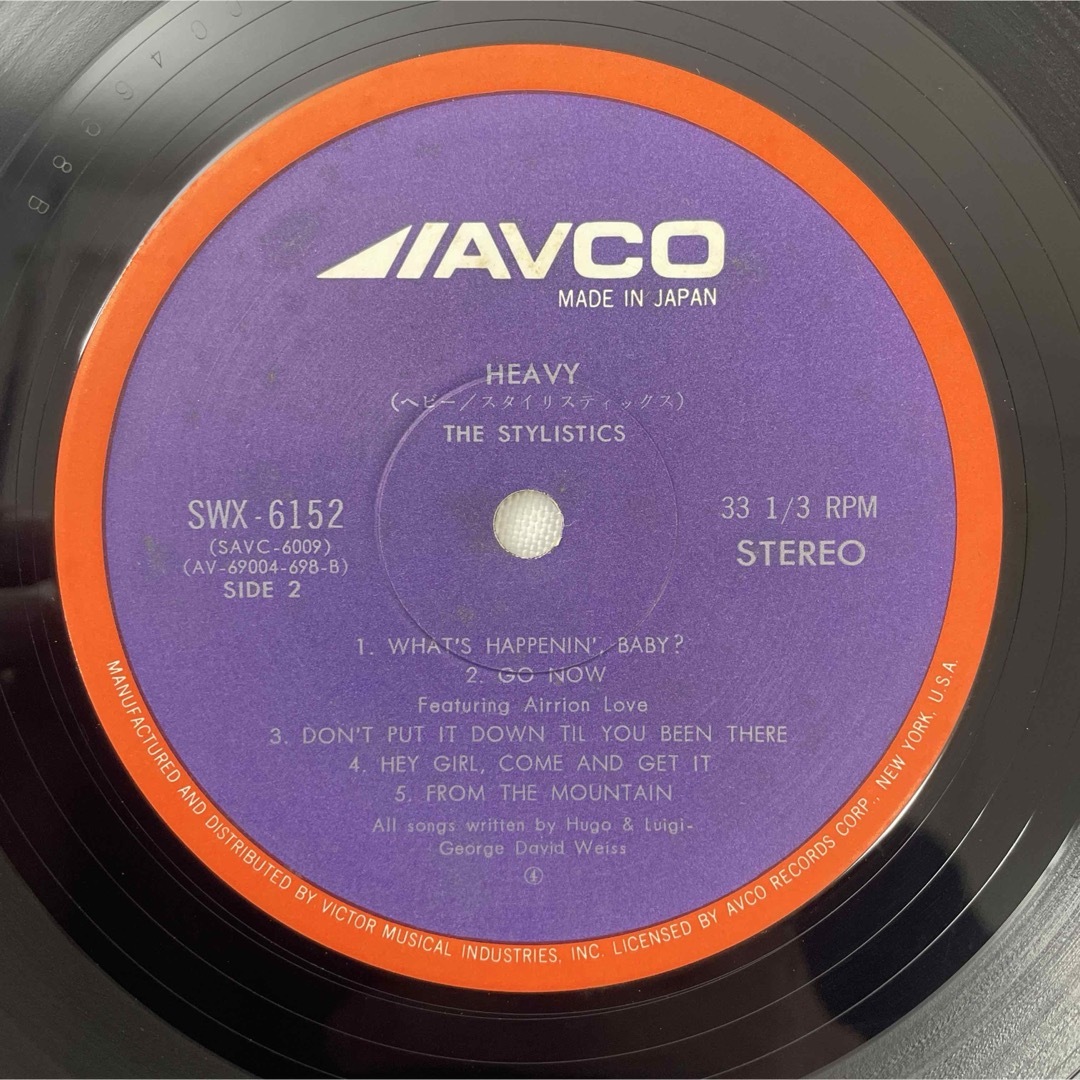 AVCO
MADE IN JAPAN
HEAVY
(ヘビー/スタイリスティックス)
THE STYLISTICS
SWX-6152
(SAVC-6009)
(AV-69004-698-B)
SIDE 2
33 1/3 RPM
STEREO
1. WHAT'S HAPPENIN', BABY?
2. GO NOW
Featuring Airrion Love
3. DON'T PUT IT DOWN TIL YOU BEEN THERE
4. HEY GIRL, COME AND GET IT
5. FROM THE MOUNTAIN
All songs written by Hugo & Luigi-
George David Weiss
④
MANUFACTURED AND DISTRIBUTED BY VICTOR MUSICAL INDUSTRIES, INC. LICENSED BY AVCO RECORDS CORP., NEW YORK, U.S.A.